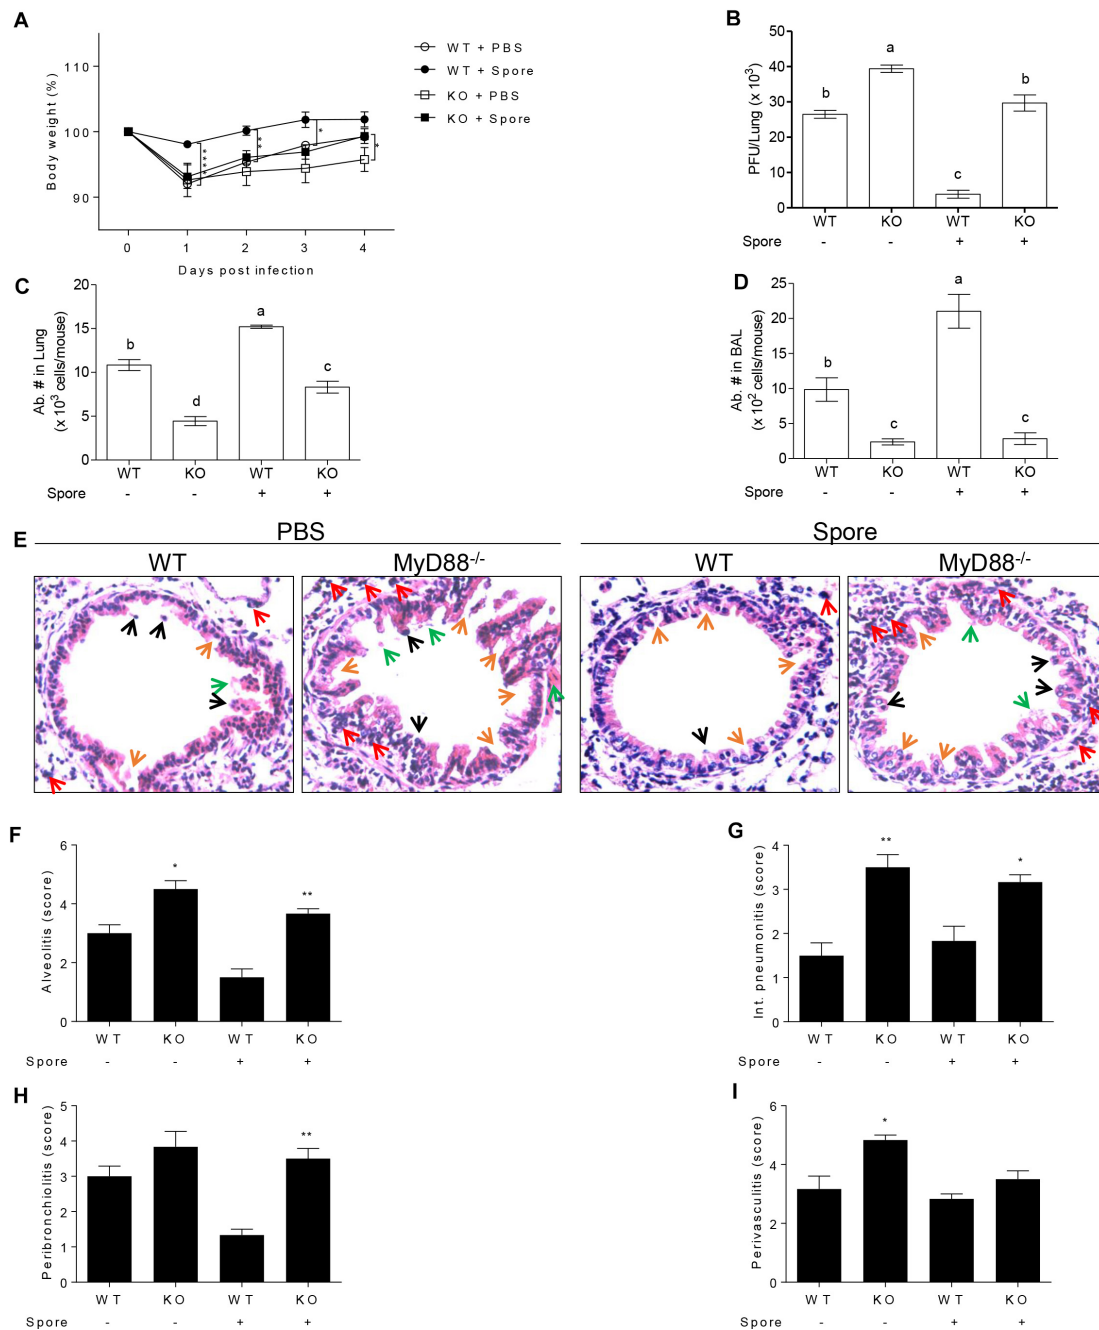 A
Body weight (%)
110
100
90
0 1 2 3 4
Days post infection
WT + PBS
WT + Spore
KO + PBS
KO + Spore
****
**
*
*
B
PFU/Lung (x 10³)
50
40
30
20
10
0
b a c b
WT KO WT KO
Spore - - + +
C
Ab. # in Lung
(x 10³ cells/mouse)
20
15
10
5
0
b d a c
WT KO WT KO
Spore - - + +
D
Ab. # in BAL
(x 10² cells/mouse)
25
20
15
10
5
0
b c a c
WT KO WT KO
Spore - - + +
E
PBS Spore
WT MyD88-/- WT MyD88-/-
F
Alveolitis (score)
6
4
2
0
* **
WT KO WT KO
Spore - - + +
G
Int. pneumonitis (score)
4
3
2
1
0
** *
WT KO WT KO
Spore - - + +
H
Peribronchiolitis (score)
5
4
3
2
1
0
**
WT KO WT KO
Spore - - + +
I
Perivasculitis (score)
6
4
2
0
*
WT KO WT KO
Spore - - + +